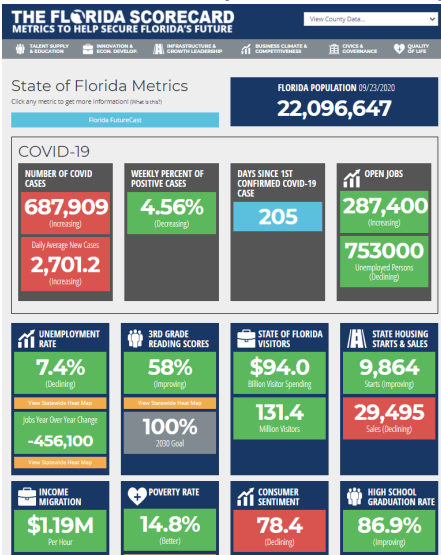 THE FLORIDA SCORECARD
METRICS TO HELP SECURE FLORIDA'S FUTURE
View County Data...
TALENT SUPPLY & EDUCATION
INNOVATION & ECON. DEVELOP.
INFRASTRUCTURE & GROWTH LEADERSHIP
BUSINESS CLIMATE & COMPETITIVENESS
CIVICS & GOVERNANCE
QUALITY OF LIFE
State of Florida Metrics
Click any metric to get more information! (What is this?)
Florida FutureCast
FLORIDA POPULATION 09/23/2020
22,096,647
COVID-19
NUMBER OF COVID CASES
687,909
(Increasing)
Daily Average New Cases
2,701.2
(Increasing)
WEEKLY PERCENT OF POSITIVE CASES
4.56%
(Decreasing)
DAYS SINCE 1ST CONFIRMED COVID-19 CASE
205
OPEN JOBS
287,400
(Increasing)
753000
Unemployed Persons
(Declining)
UNEMPLOYMENT RATE
7.4%
(Declining)
View Statewide Heat Map
Jobs Year Over Year Change
-456,100
View Statewide Heat Map
3RD GRADE READING SCORES
58%
(Improving)
View Statewide Heat Map
100%
2030 Goal
STATE OF FLORIDA VISITORS
$94.0
Billion Visitor Spending
131.4
Million Visitors
STATE HOUSING STARTS & SALES
9,864
Starts (Improving)
29,495
Sales (Declining)
INCOME MIGRATION
$1.19M
Per Hour
POVERTY RATE
14.8%
(Better)
CONSUMER SENTIMENT
78.4
(Declining)
HIGH SCHOOL GRADUATION RATE
86.9%
(Improving)